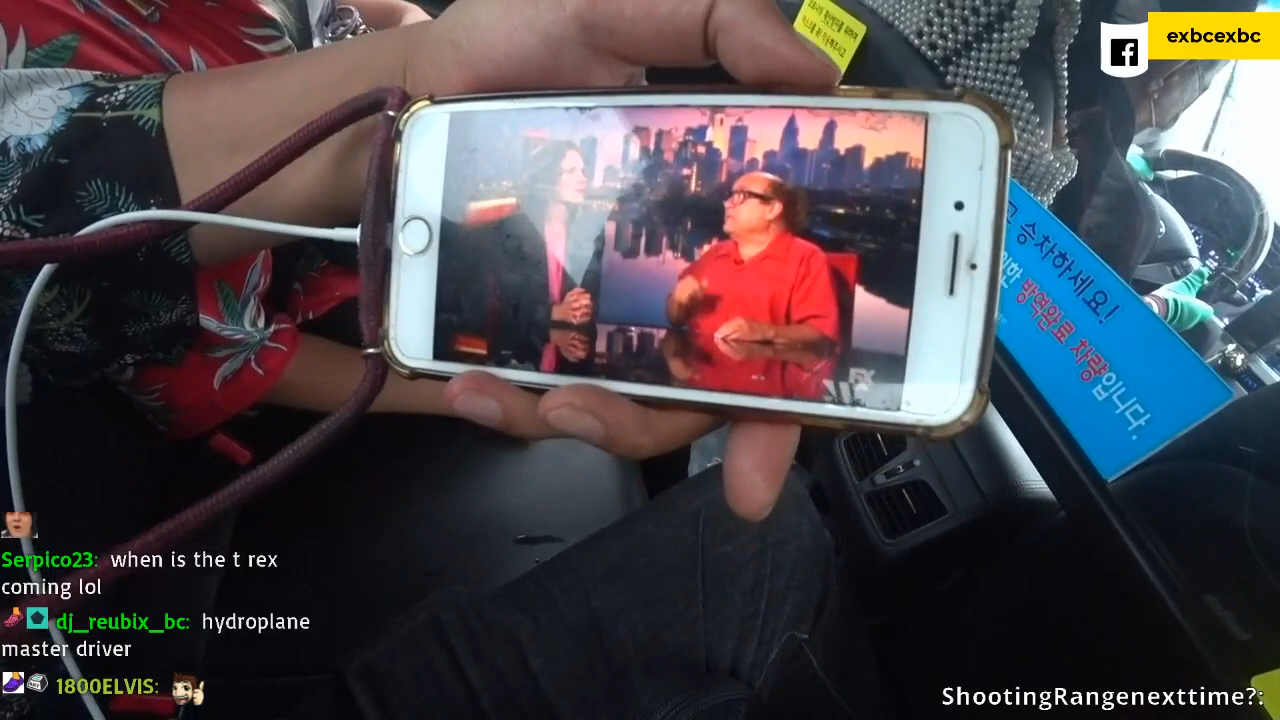 exbcexbc
승차하세요!
방역완료 차량입니다.
FX
Serpico23: when is the t rex
coming lol
dj_reubix_bc: hydroplane
master driver
1800ELVIS:
ShootingRangenexttime?: